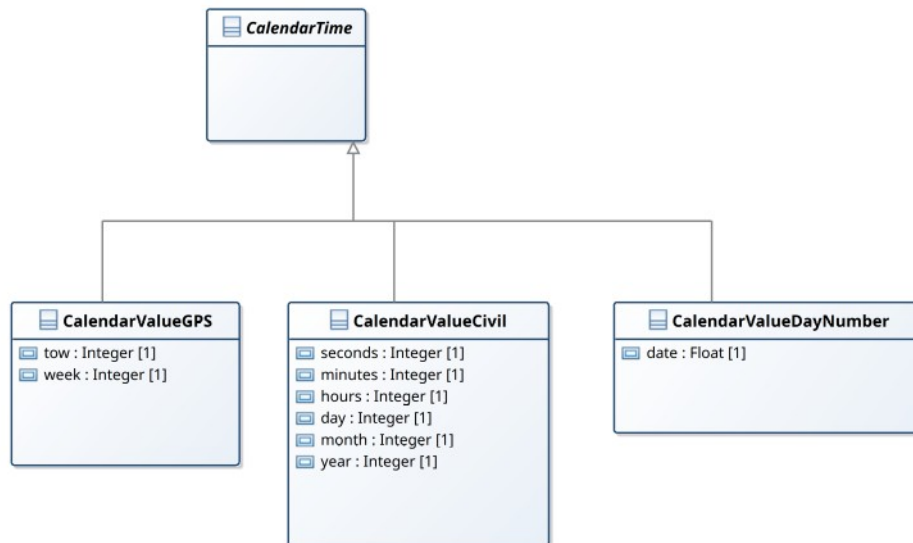 CalendarTime
CalendarValueGPS
tow : Integer [1]
week : Integer [1]
CalendarValueCivil
seconds : Integer [1]
minutes : Integer [1]
hours : Integer [1]
day : Integer [1]
month : Integer [1]
year : Integer [1]
CalendarValueDayNumber
date : Float [1]